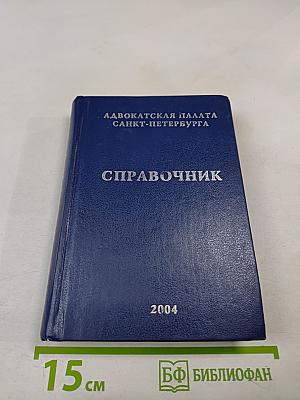 АДВОКАТСКАЯ ПАЛАТА
САНКТ-ПЕТЕРБУРГА
СПРАВОЧНИК
2004
15 см
БФ БИБЛИОФАН